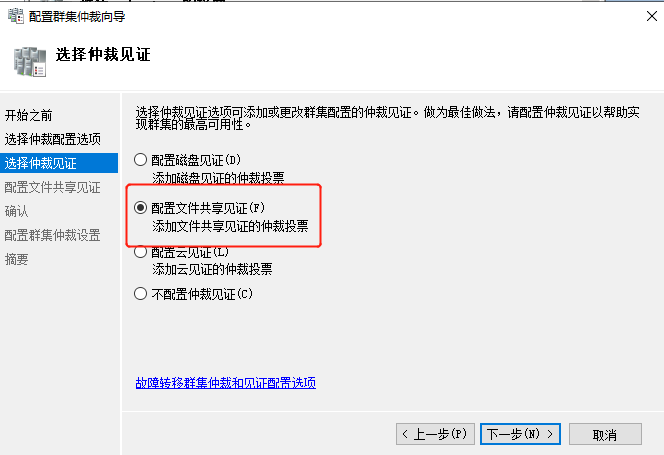 配置群集仲裁向导
选择仲裁见证
开始之前
选择仲裁配置选项
选择仲裁见证
配置文件共享见证
确认
配置群集仲裁设置
摘要
选择仲裁见证选项可添加或更改群集配置的仲裁见证。做为最佳做法，请配置仲裁见证以帮助实
现群集的最高可用性。
配置磁盘见证(D)
添加磁盘见证的仲裁投票
配置文件共享见证(F)
添加文件共享见证的仲裁投票
配置云见证(L)
添加云见证的仲裁投票
不配置仲裁见证(C)
故障转移群集仲裁和见证配置选项
< 上一步(P)
下一步(N) >
取消